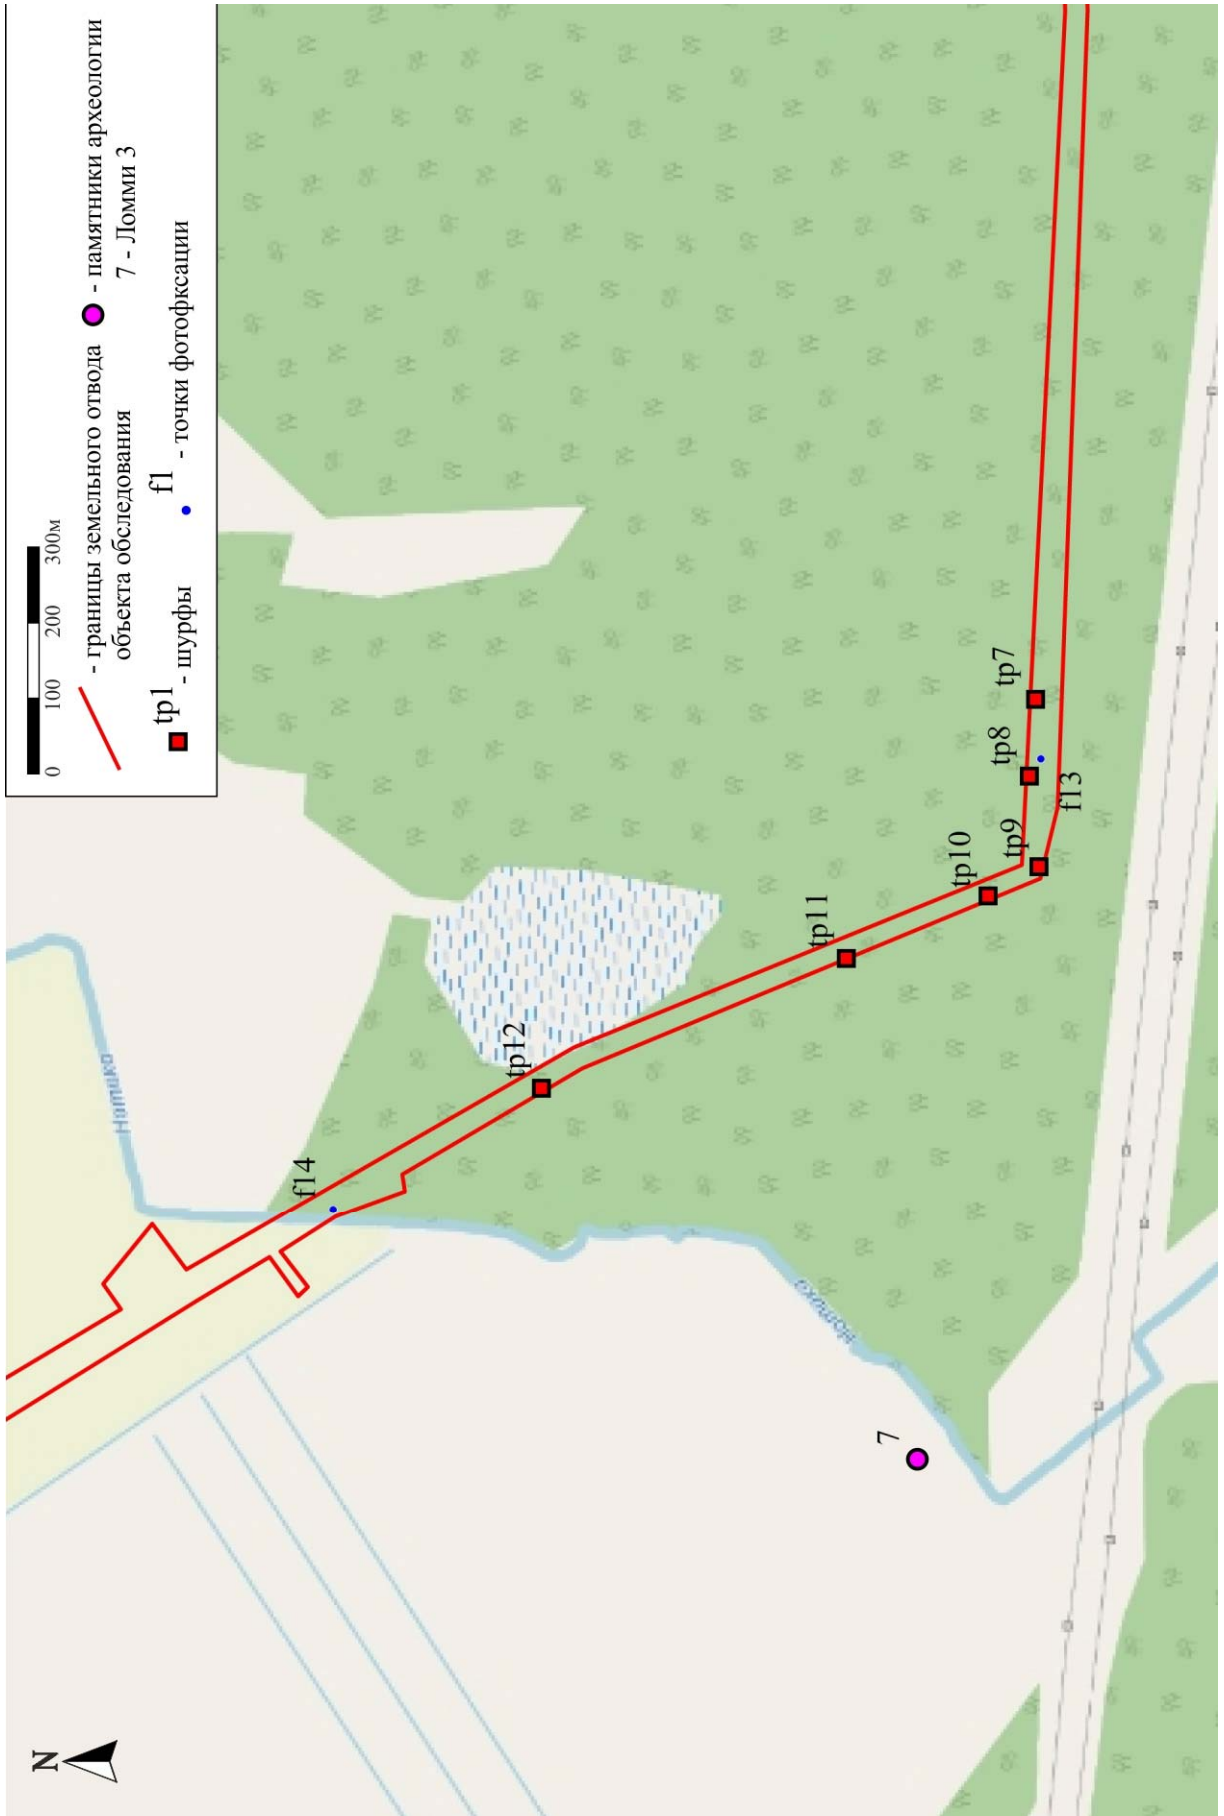 N
0 100 200 300м
- границы земельного отвода
объекта обследования
- памятники археологии
7 - Ломми 3
tp1 - шурфы
f1 - точки фотофксации
f14
tp12
tp11
tp10
tp9
tp8
tp7
f13
7